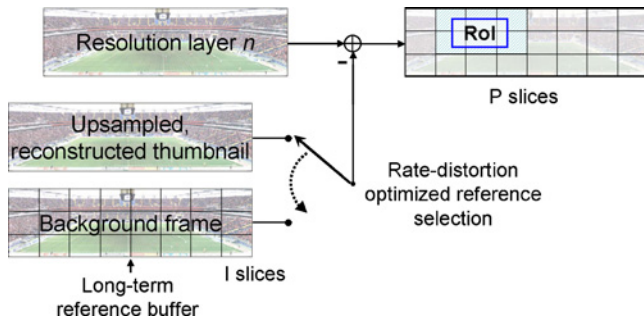 Resolution layer n
RoI
P slices
Upsampled,
reconstructed thumbnail
Rate-distortion
optimized reference
selection
Background frame
I slices
Long-term
reference buffer